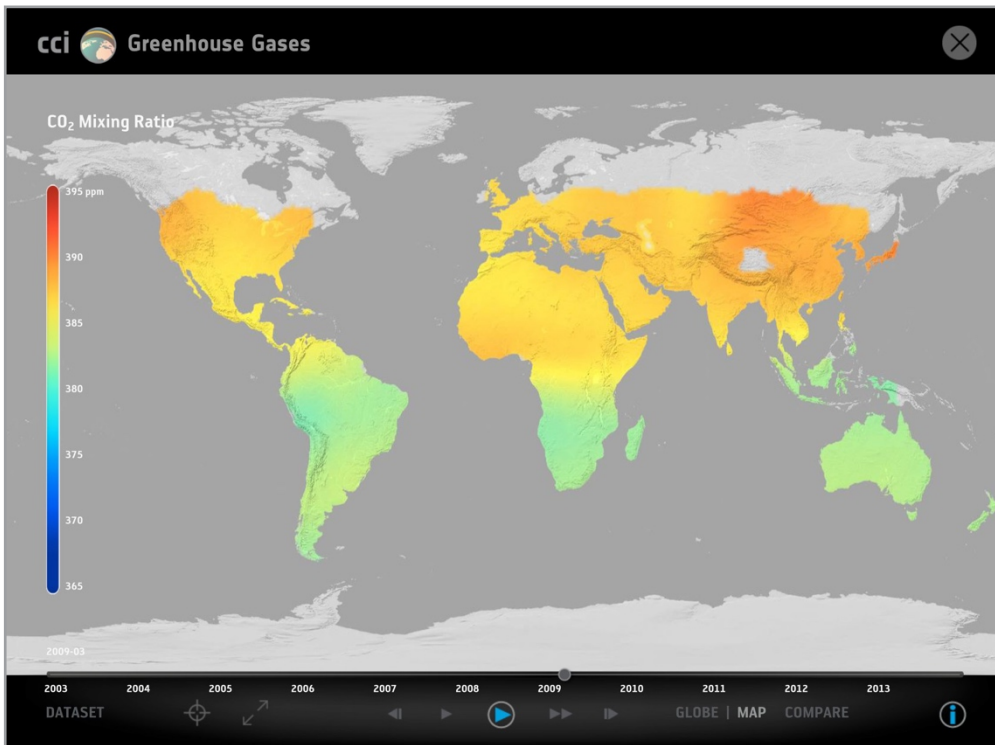 cci Greenhouse Gases
CO₂ Mixing Ratio
395 ppm
390
385
380
375
370
365
2009-03
2003 2004 2005 2006 2007 2008 2009 2010 2011 2012 2013
DATASET GLOBE | MAP COMPARE
i